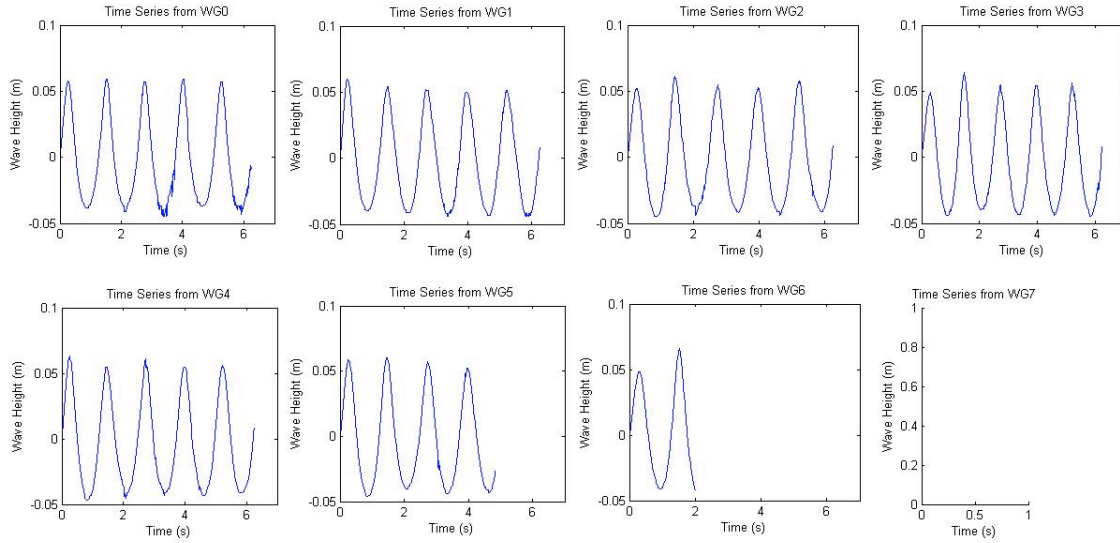 Time Series from WG0
0.1
0.05
0
-0.05
Wave Height (m)
0 2 4 6
Time (s)
Time Series from WG1
0.1
0.05
0
-0.05
Wave Height (m)
0 2 4 6
Time (s)
Time Series from WG2
0.1
0.05
0
-0.05
Wave Height (m)
0 2 4 6
Time (s)
Time Series from WG3
0.1
0.05
0
-0.05
Wave Height (m)
0 2 4 6
Time (s)
Time Series from WG4
0.1
0.05
0
-0.05
Wave Height (m)
0 2 4 6
Time (s)
Time Series from WG5
0.1
0.05
0
-0.05
Wave Height (m)
0 2 4 6
Time (s)
Time Series from WG6
0.1
0.05
0
-0.05
Wave Height (m)
0 2 4 6
Time (s)
Time Series from WG7
1
0.8
0.6
0.4
0.2
0
Wave Height (m)
0 0.5 1
Time (s)